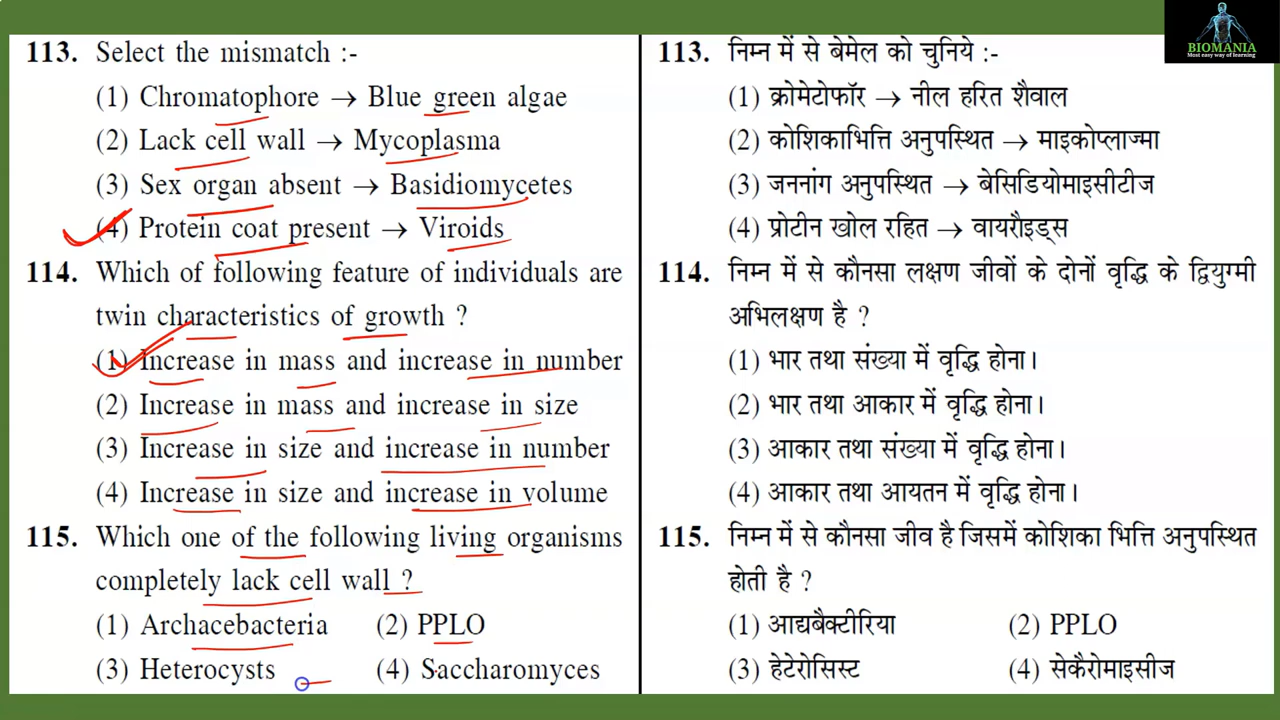 BIOMANIA
Most easy way of learning
113. Select the mismatch :-
(1) Chromatophore → Blue green algae
(2) Lack cell wall → Mycoplasma
(3) Sex organ absent → Basidiomycetes
(4) Protein coat present → Viroids
114. Which of following feature of individuals are
twin characteristics of growth ?
(1) Increase in mass and increase in number
(2) Increase in mass and increase in size
(3) Increase in size and increase in number
(4) Increase in size and increase in volume
115. Which one of the following living organisms
completely lack cell wall ?
(1) Archacebacteria (2) PPLO
(3) Heterocysts (4) Saccharomyces
113. निम्न में से बेमेल को चुनिये :-
(1) क्रोमेटोफॉर → नील हरित शैवाल
(2) कोशिकाभित्ति अनुपस्थित → माइकोप्लाज्मा
(3) जननांग अनुपस्थित → बेसिडियोमाइसीटीज
(4) प्रोटीन खोल रहित → वायरौइड्स
114. निम्न में से कौनसा लक्षण जीवों के दोनों वृद्धि के द्वियुग्मी
अभिलक्षण है ?
(1) भार तथा संख्या में वृद्धि होना।
(2) भार तथा आकार में वृद्धि होना।
(3) आकार तथा संख्या में वृद्धि होना।
(4) आकार तथा आयतन में वृद्धि होना।
115. निम्न में से कौनसा जीव है जिसमें कोशिका भित्ति अनुपस्थित
होती है ?
(1) आद्यबैक्टीरिया (2) PPLO
(3) हेटेरोसिस्ट (4) सेकैरोमाइसीज